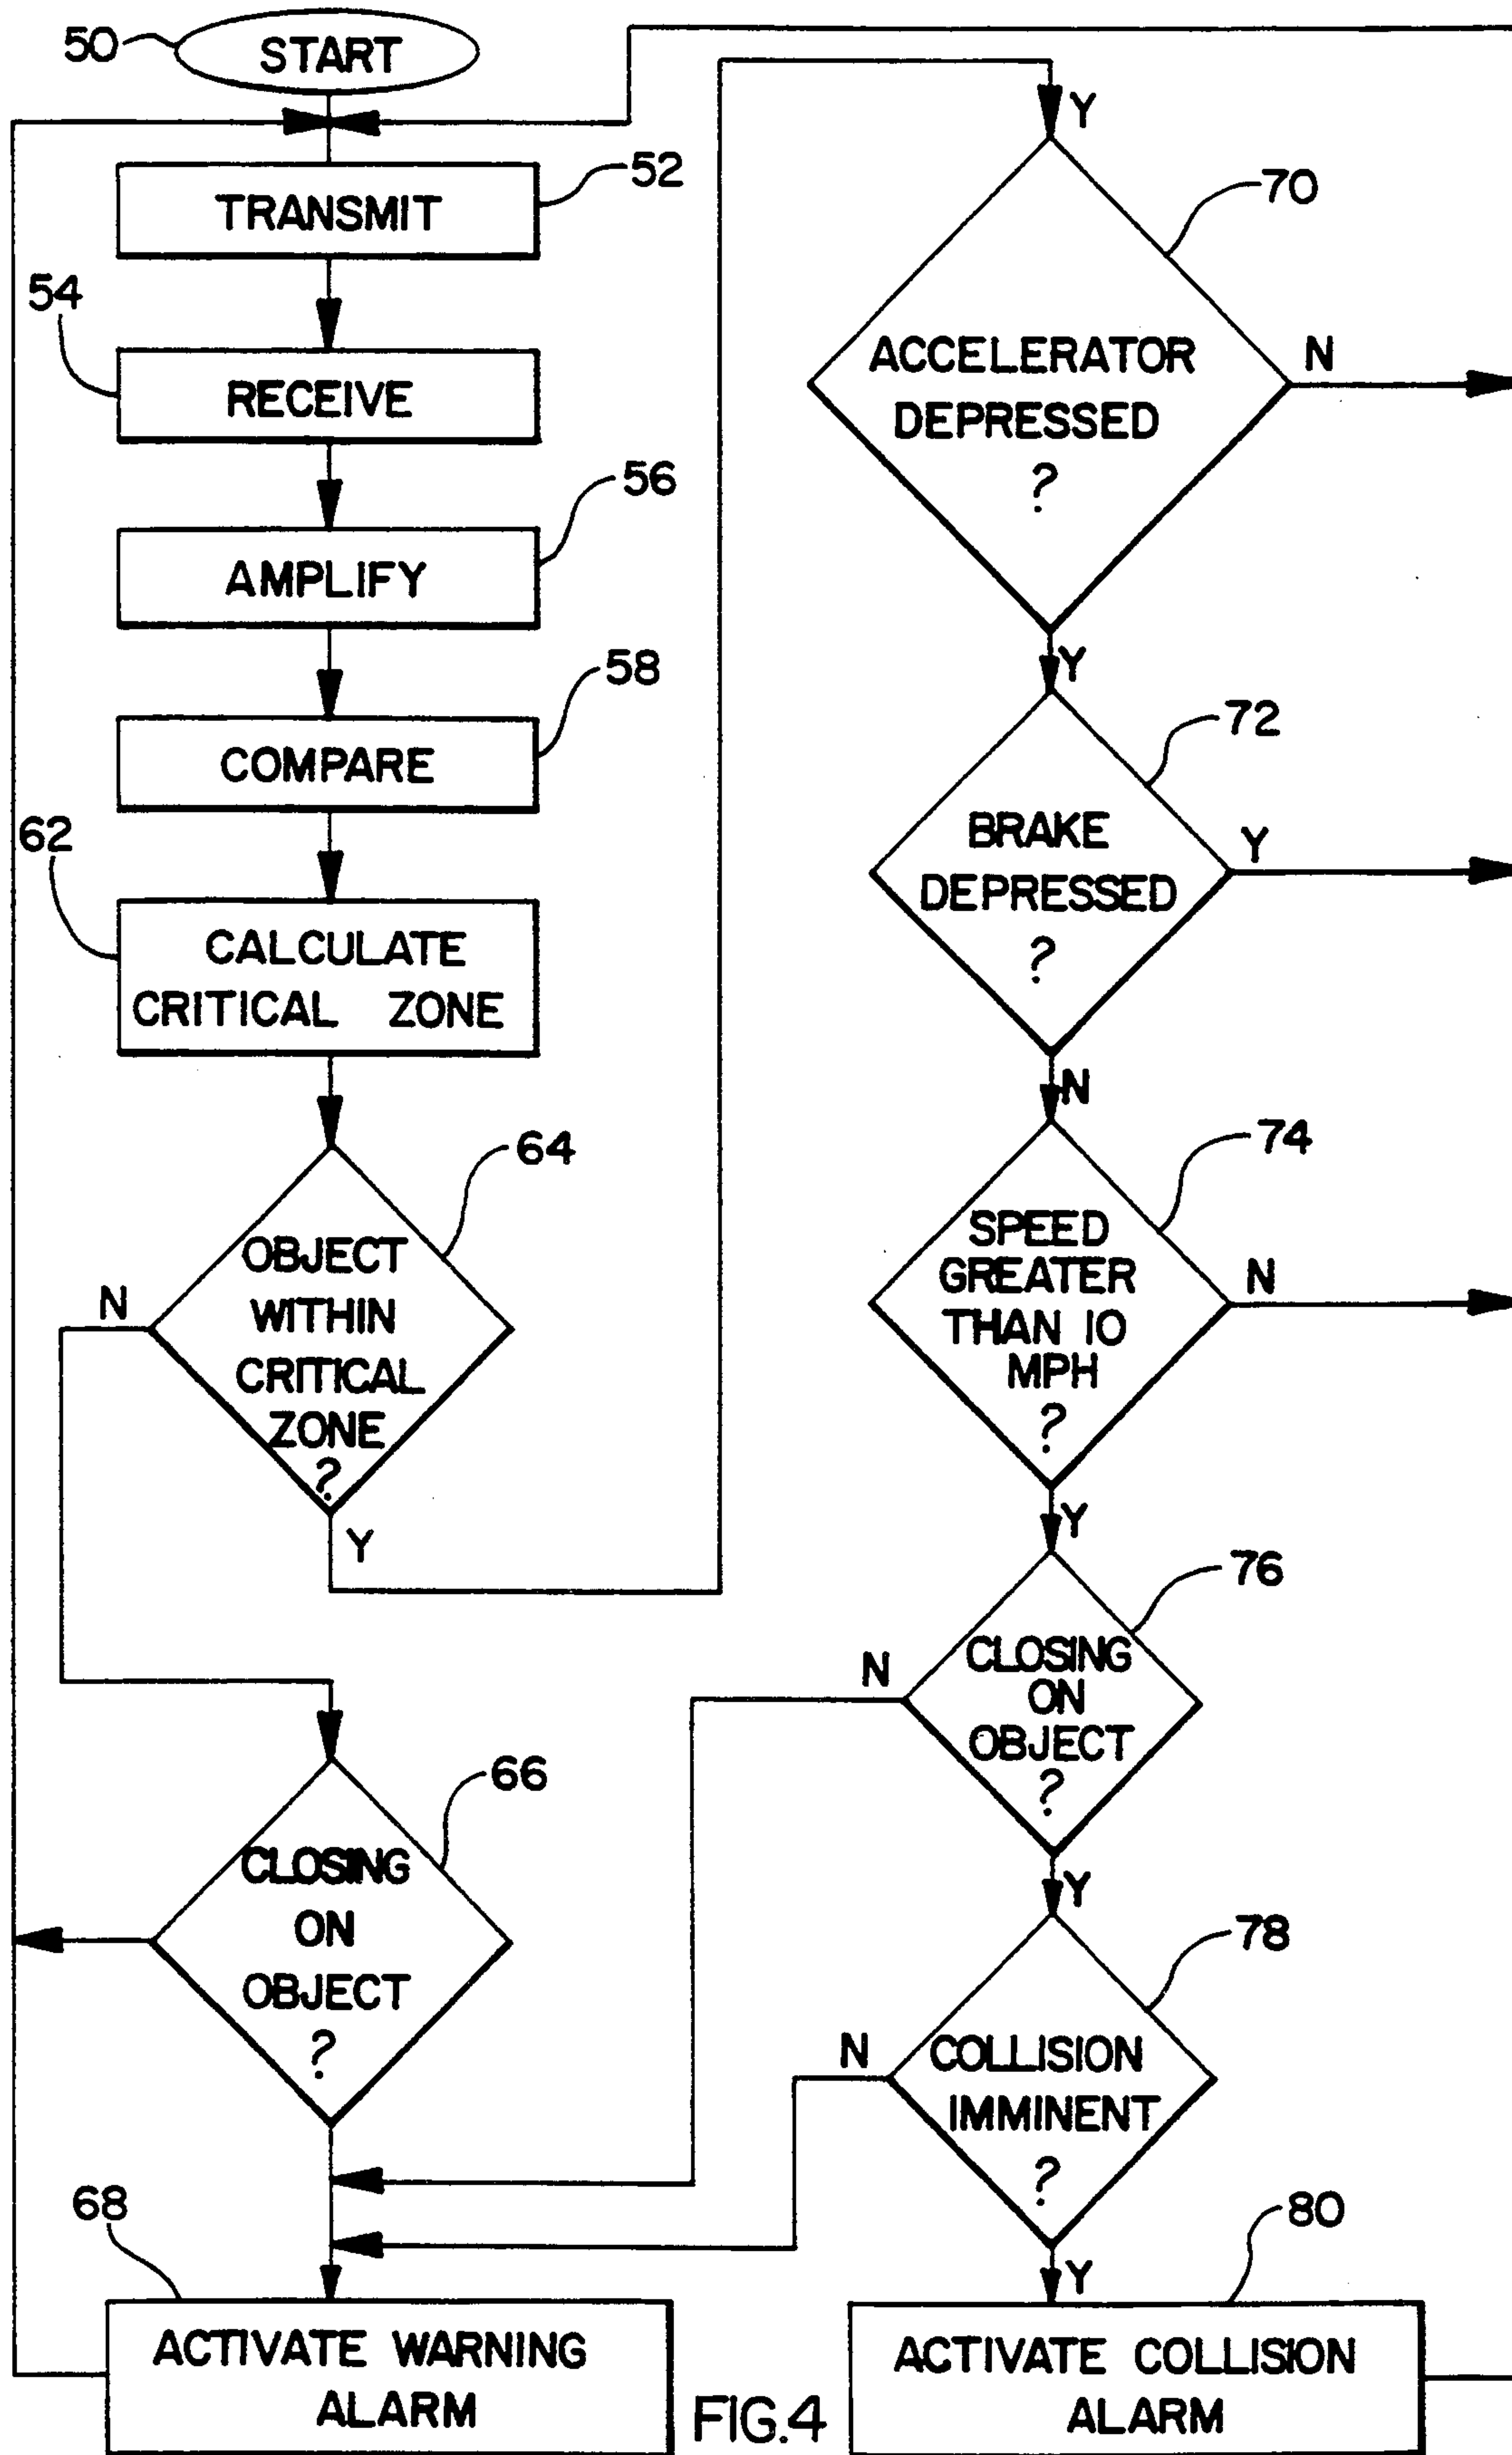 50
START
TRANSMIT
52
54
RECEIVE
AMPLIFY
56
COMPARE
58
62
CALCULATE
CRITICAL ZONE
64
OBJECT
WITHIN
CRITICAL
ZONE
?
N
Y
66
CLOSING
ON
OBJECT
?
68
ACTIVATE WARNING
ALARM
Y
70
ACCELERATOR
DEPRESSED
?
N
Y
72
BRAKE
DEPRESSED
?
Y
N
74
SPEED
GREATER
THAN 10
MPH
?
N
Y
76
CLOSING
ON
OBJECT
?
N
Y
78
COLLISION
IMMINENT
?
N
Y
80
ACTIVATE COLLISION
ALARM
FIG.4